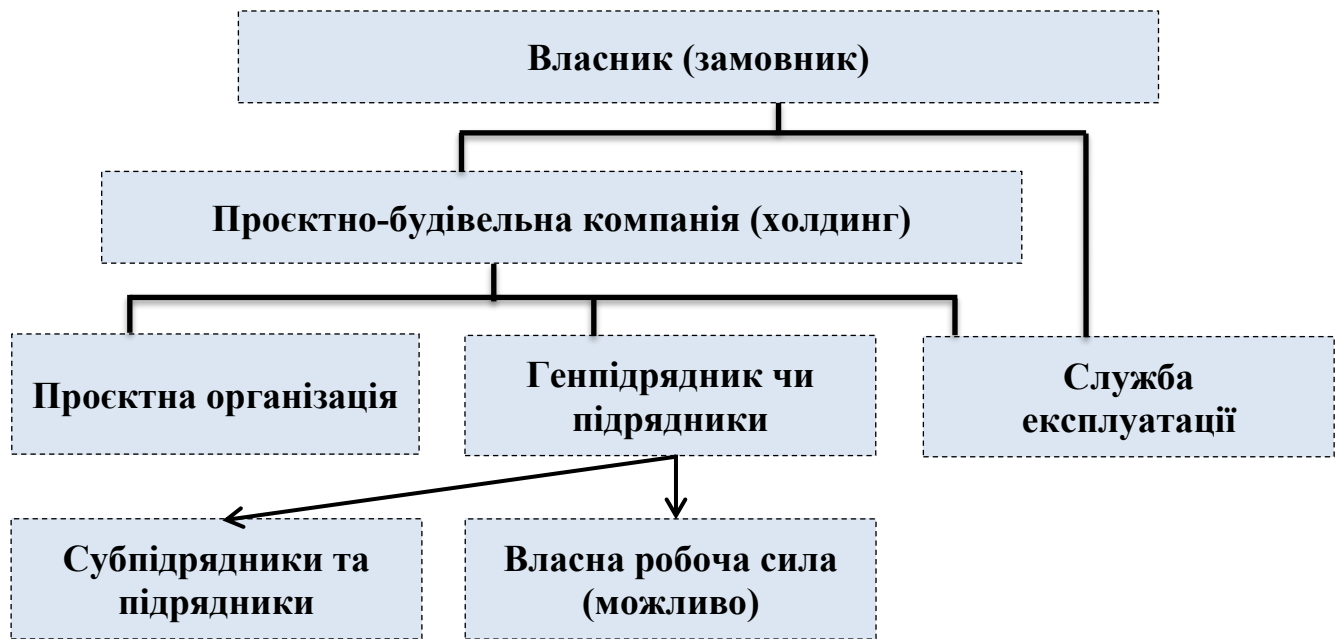 Власник (замовник)
Проєктно-будівельна компанія (холдинг)
Проєктна організація
Генпідрядник чи
підрядники
Служба
експлуатації
Субпідрядники та
підрядники
Власна робоча сила
(можливо)